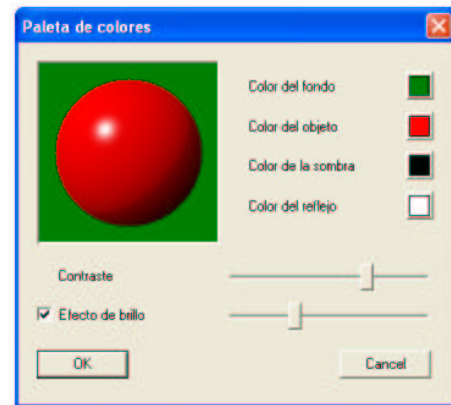 Paleta de colores
Color del fondo
Color del objeto
Color de la sombra
Color del reflejo
Contraste
Efecto de brillo
OK
Cancel